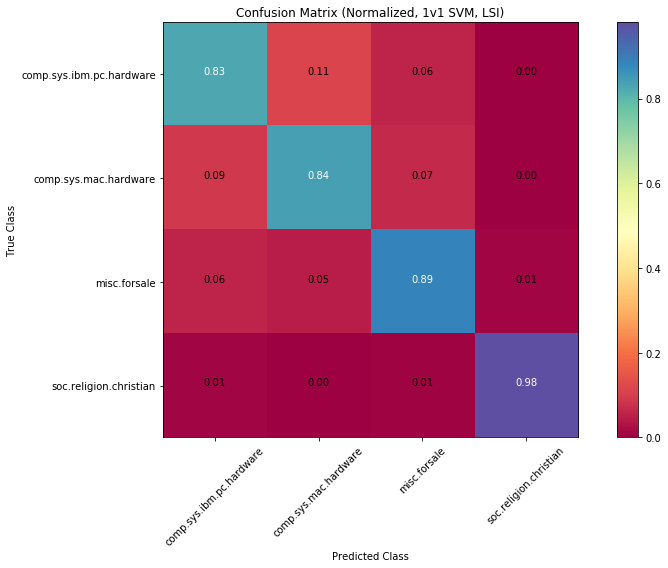 Confusion Matrix (Normalized, 1v1 SVM, LSI)
True Class
comp.sys.ibm.pc.hardware 0.83 0.11 0.06 0.00
comp.sys.mac.hardware 0.09 0.84 0.07 0.00
misc.forsale 0.06 0.05 0.89 0.01
soc.religion.christian 0.01 0.00 0.01 0.98
comp.sys.ibm.pc.hardware comp.sys.mac.hardware misc.forsale soc.religion.christian
Predicted Class
0.8
0.6
0.4
0.2
0.0